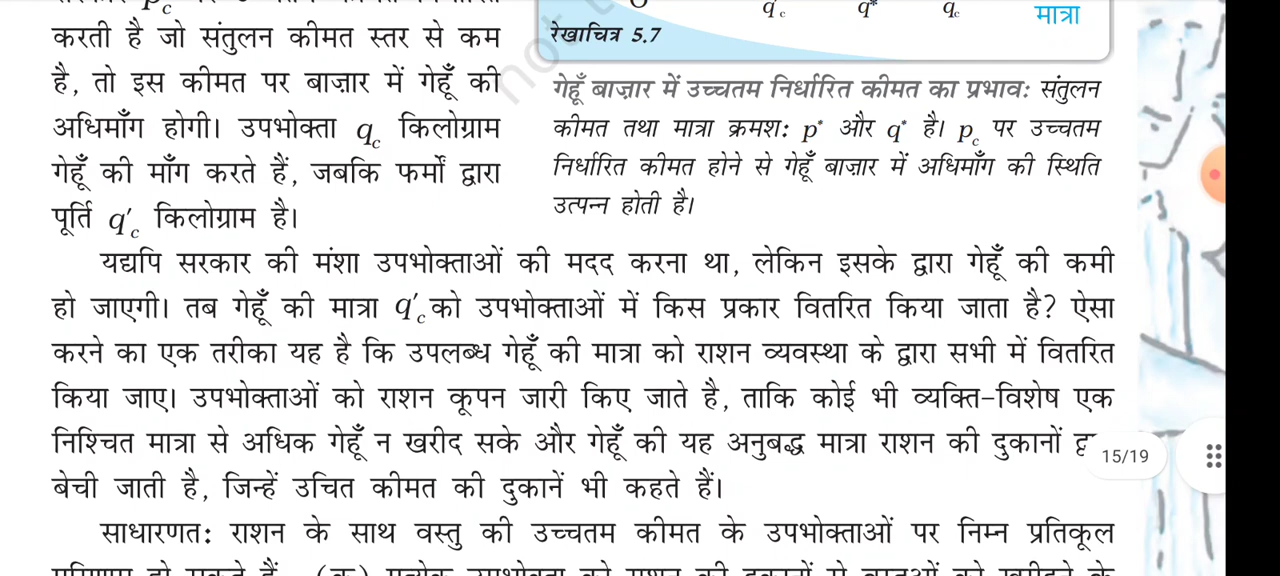 करती है जो संतुलन कीमत स्तर से कम
है, तो इस कीमत पर बाज़ार में गेहूँ की
अधिमाँग होगी। उपभोक्ता q_c किलोग्राम
गेहूँ की माँग करते हैं, जबकि फर्मों द्वारा
पूर्ति q′_c किलोग्राम है।
q′_c q* q_c मात्रा
रेखाचित्र 5.7
गेहूँ बाज़ार में उच्चतम निर्धारित कीमत का प्रभावः संतुलन
कीमत तथा मात्रा क्रमश: p* और q* है। p_c पर उच्चतम
निर्धारित कीमत होने से गेहूँ बाज़ार में अधिमाँग की स्थिति
उत्पन्न होती है।
यद्यपि सरकार की मंशा उपभोक्ताओं की मदद करना था, लेकिन इसके द्वारा गेहूँ की कमी
हो जाएगी। तब गेहूँ की मात्रा q′_c को उपभोक्ताओं में किस प्रकार वितरित किया जाता है? ऐसा
करने का एक तरीका यह है कि उपलब्ध गेहूँ की मात्रा को राशन व्यवस्था के द्वारा सभी में वितरित
किया जाए। उपभोक्ताओं को राशन कूपन जारी किए जाते है, ताकि कोई भी व्यक्ति-विशेष एक
निश्चित मात्रा से अधिक गेहूँ न खरीद सके और गेहूँ की यह अनुबद्ध मात्रा राशन की दुकानों
15/19
बेची जाती है, जिन्हें उचित कीमत की दुकानें भी कहते हैं।
साधारणत: राशन के साथ वस्तु की उच्चतम कीमत के उपभोक्ताओं पर निम्न प्रतिकूल